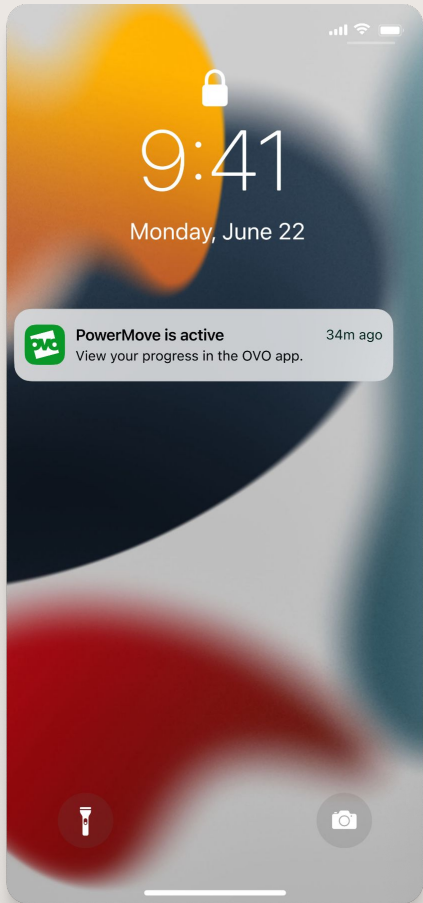 9:41
Monday, June 22
OVO
PowerMove is active
34m ago
View your progress in the OVO app.